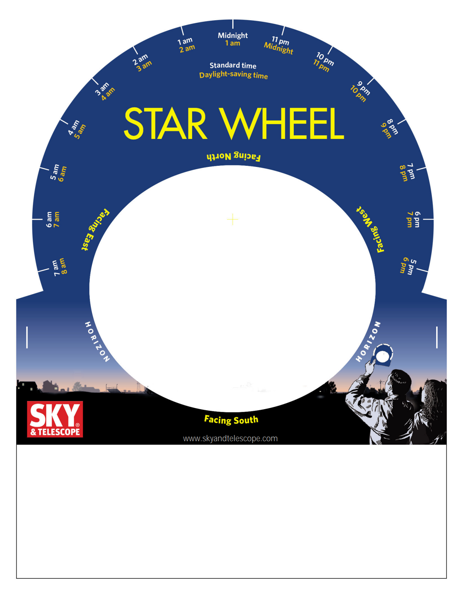 Midnight
1 am
11 pm
Midnight
10 pm
11 pm
9 pm
10 pm
8 pm
9 pm
7 pm
8 pm
6 pm
7 pm
5 pm
6 pm
1 am
2 am
2 am
3 am
3 am
4 am
4 am
5 am
5 am
6 am
6 am
7 am
7 am
8 am
Standard time
Daylight-saving time
STAR WHEEL
Facing North
Facing East
Facing West
HORIZON
HORIZON
SKY
& TELESCOPE
Facing South
www.skyandtelescope.com